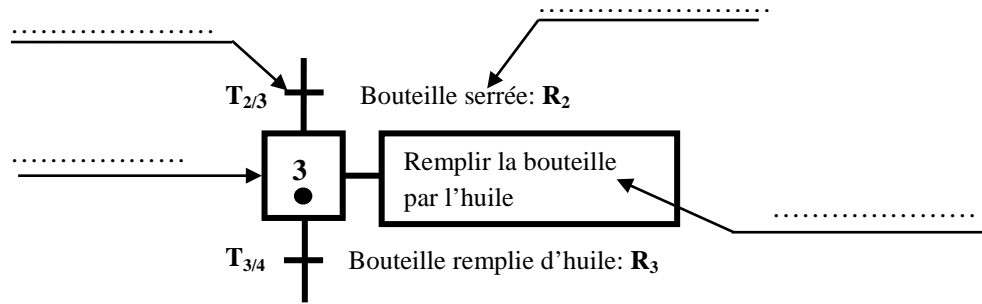 ....................
......................
T2/3
Bouteille serrée: R2
.................
3
Remplir la bouteille
par l’huile
.....................
T3/4
Bouteille remplie d’huile: R3